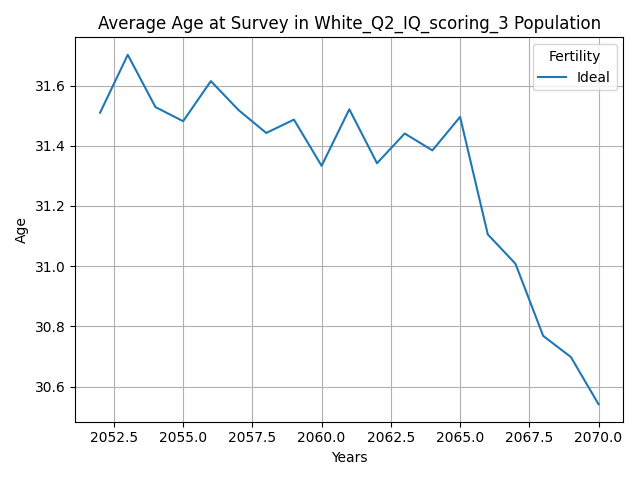 Average Age at Survey in White_Q2_IQ_scoring_3 Population
Fertility
Ideal
31.6
31.4
31.2
31.0
30.8
30.6
Age
2052.5 2055.0 2057.5 2060.0 2062.5 2065.0 2067.5 2070.0
Years